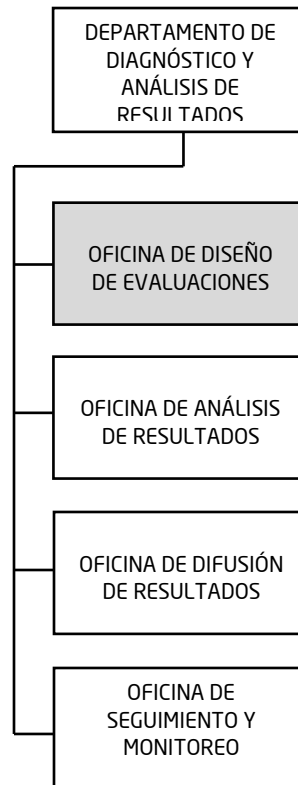 DEPARTAMENTO DE
DIAGNÓSTICO Y
ANÁLISIS DE
RESULTADOS
OFICINA DE DISEÑO
DE EVALUACIONES
OFICINA DE ANÁLISIS
DE RESULTADOS
OFICINA DE DIFUSIÓN
DE RESULTADOS
OFICINA DE
SEGUIMIENTO Y
MONITOREO